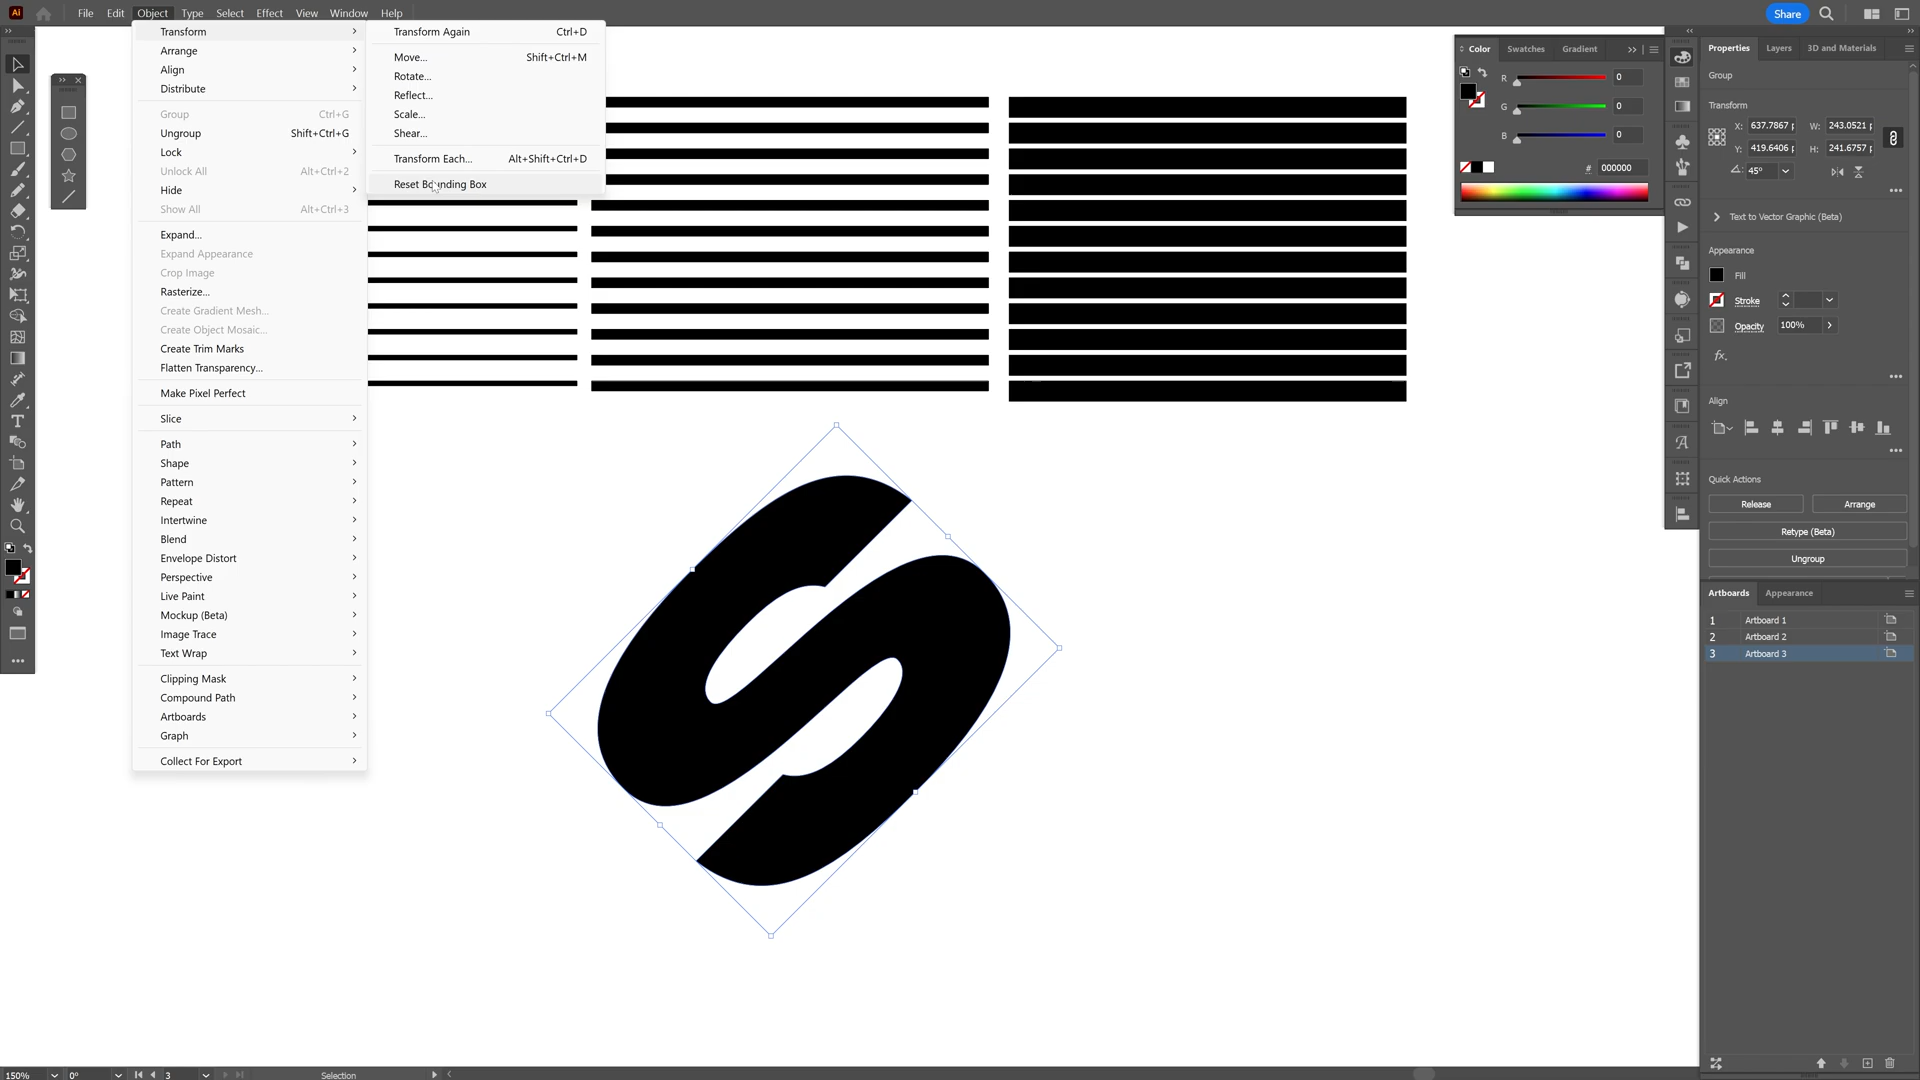 Ai
File Edit Object Type Select Effect View Window Help
Share
Transform
Arrange
Align
Distribute
Group Ctrl+G
Ungroup Shift+Ctrl+G
Lock
Unlock All Alt+Ctrl+2
Hide
Show All Alt+Ctrl+3
Expand...
Expand Appearance
Crop Image
Rasterize...
Create Gradient Mesh...
Create Object Mosaic...
Create Trim Marks
Flatten Transparency...
Make Pixel Perfect
Slice
Path
Shape
Pattern
Repeat
Intertwine
Blend
Envelope Distort
Perspective
Live Paint
Mockup (Beta)
Image Trace
Text Wrap
Clipping Mask
Compound Path
Artboards
Graph
Collect For Export
Transform Again Ctrl+D
Move... Shift+Ctrl+M
Rotate...
Reflect...
Scale...
Shear...
Transform Each... Alt+Shift+Ctrl+D
Reset Bounding Box
S
Color Swatches Gradient
R 0
G 0
B 0
# 000000
Properties Layers 3D and Materials
Group
Transform
X: 637.7867 W: 243.0521
Y: 419.6406 H: 241.6757
45°
Text to Vector Graphic (Beta)
Appearance
Fill
Stroke
Opacity 100%
fx.
Align
Quick Actions
Release Arrange
Retype (Beta)
Ungroup
Artboards Appearance
1 Artboard 1
2 Artboard 2
3 Artboard 3
150% 0° 3 Selection